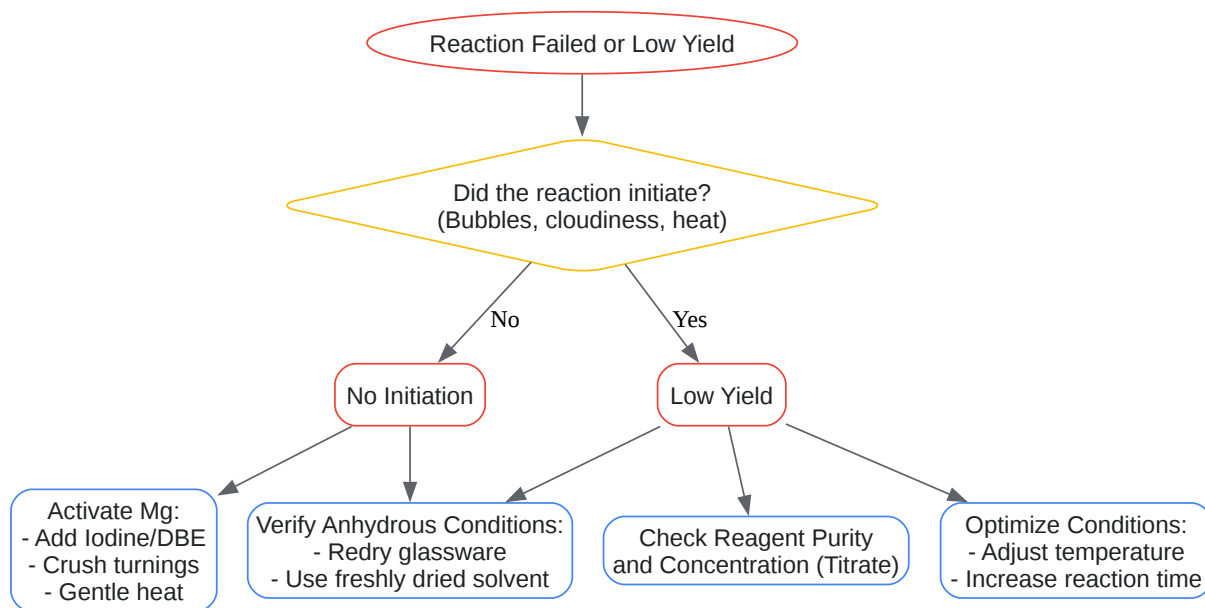 Reaction Failed or Low Yield
Did the reaction initiate?
(Bubbles, cloudiness, heat)
No
Yes
No Initiation
Low Yield
Activate Mg:
- Add Iodine/DBE
- Crush turnings
- Gentle heat
Verify Anhydrous Conditions:
- Redry glassware
- Use freshly dried solvent
Check Reagent Purity
and Concentration (Titrate)
Optimize Conditions:
- Adjust temperature
- Increase reaction time